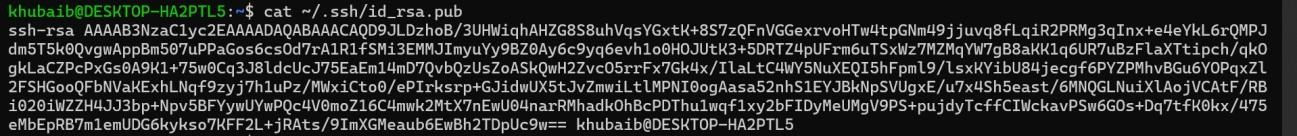 khubaib@DESKTOP-HA2PTL5:~$ cat ~/.ssh/id_rsa.pub
ssh-rsa AAAAB3NzaC1yc2EAAAADAQABAAACAQD9JLDzhoB/3UHWiqhAHZG8S8uhVqsYGxtK+8S7zQFnVGGexrvoHTw4tpGNm49jjuvq8fLqiR2PRMg3qInx+e4eYkL6rQMPJ
dm5T5k0QvgwAppBm507uPPaGos6csOd7rA1R1fSMi3EMMJImyuYy9BZ0Ay6c9yq6evh1o0HOJUtK3+5DRTZ4pUFrm6uTSxWz7MZMqYW7gB8aKK1q6UR7uBzFlaXTtipch/qkO
gkLaCZPcPxGs0A9K1+75w0Cq3J8ldcUcJ75EaEm14mD7QvbQzUsZoASkQwH2ZvcO5rrFx7Gk4x/IlaLtC4WY5NuXEQI5hFpml9/lsxKYibU84jecgf6PYZPMhvBGu6YOPqxZl
2FSHGooQFbNVaKExhLNqf9zyj7h1uPz/MWxiCto0/ePIrksrp+GJidwUX5tJvZmwiLtlMPNI0ogAasa52nhS1EYJBkNpSVUgxE/u7x4Sh5east/6MNQGLNuiXlAojVCAtF/RB
i020iWZZH4JJ3bp+Npv5BFYywUYwPQc4V0moZ16C4mwk2MtX7nEwU04narRMhadkOhBcPDThu1wqf1xy2bFIDyMeUMgV9PS+pujdyTcffCIWckavPSw6GOs+Dq7tfK0kx/475
eMbEpRB7m1emUDG6kykso7KFF2L+jRAts/9ImXGMeaub6EwBh2TDpUc9w== khubaib@DESKTOP-HA2PTL5